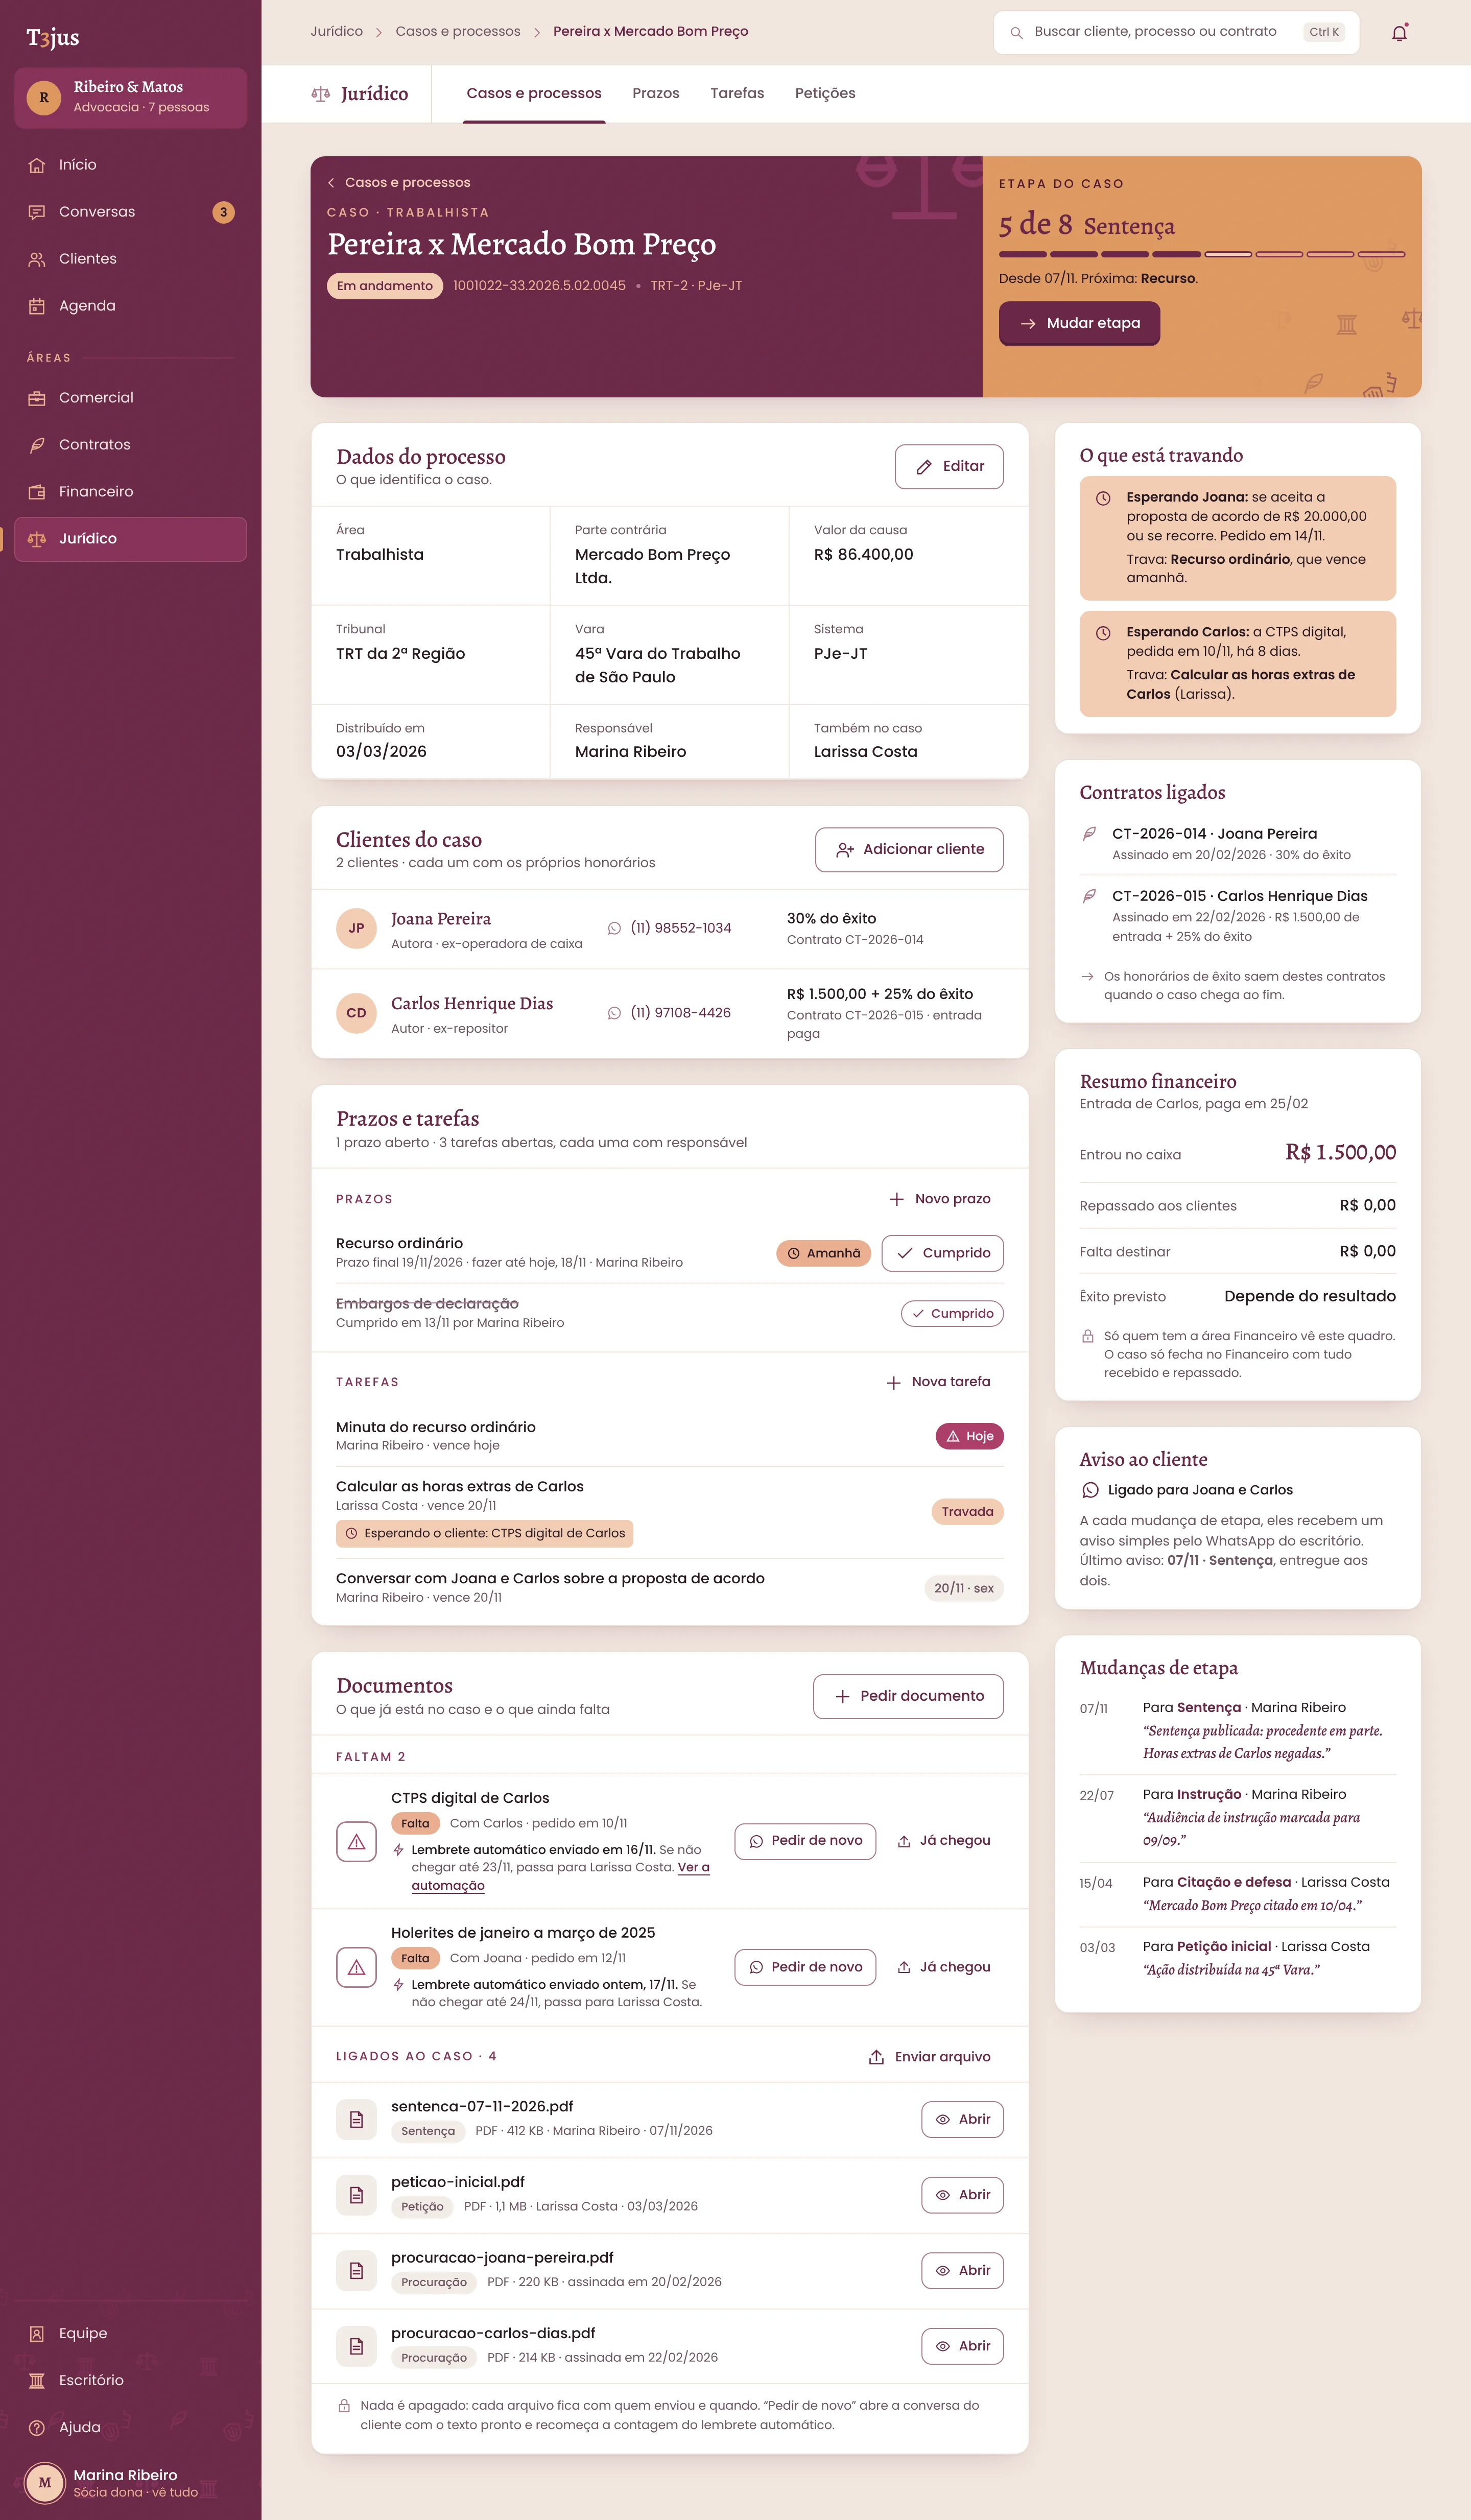 T3jus
R
Ribeiro & Matos
Advocacia · 7 pessoas
Início
Conversas
3
Clientes
Agenda
ÁREAS
Comercial
Contratos
Financeiro
Jurídico
Equipe
Escritório
Ajuda
M
Marina Ribeiro
Sócia dona · vê tudo
Jurídico
Casos e processos
Pereira x Mercado Bom Preço
Buscar cliente, processo ou contrato
Ctrl K
Jurídico
Casos e processos
Prazos
Tarefas
Petições
Casos e processos
CASO · TRABALHISTA
Pereira x Mercado Bom Preço
Em andamento
1001022-33.2026.5.02.0045 • TRT-2 · PJe-JT
ETAPA DO CASO
5 de 8 Sentença
Desde 07/11. Próxima: Recurso.
Mudar etapa
Dados do processo
O que identifica o caso.
Editar
Área
Trabalhista
Parte contrária
Mercado Bom Preço
Ltda.
Valor da causa
R$ 86.400,00
Tribunal
TRT da 2ª Região
Vara
45ª Vara do Trabalho
de São Paulo
Sistema
PJe-JT
Distribuído em
03/03/2026
Responsável
Marina Ribeiro
Também no caso
Larissa Costa
Clientes do caso
2 clientes · cada um com os próprios honorários
Adicionar cliente
JP
Joana Pereira
Autora · ex-operadora de caixa
(11) 98552-1034
30% do êxito
Contrato CT-2026-014
CD
Carlos Henrique Dias
Autor · ex-repositor
(11) 97108-4426
R$ 1.500,00 + 25% do êxito
Contrato CT-2026-015 · entrada
paga
Prazos e tarefas
1 prazo aberto · 3 tarefas abertas, cada uma com responsável
PRAZOS
Novo prazo
Recurso ordinário
Prazo final 19/11/2026 · fazer até hoje, 18/11 · Marina Ribeiro
Amanhã
Cumprido
Embargos de declaração
Cumprido em 13/11 por Marina Ribeiro
Cumprido
TAREFAS
Nova tarefa
Minuta do recurso ordinário
Marina Ribeiro · vence hoje
Hoje
Calcular as horas extras de Carlos
Larissa Costa · vence 20/11
Esperando o cliente: CTPS digital de Carlos
Travada
Conversar com Joana e Carlos sobre a proposta de acordo
Marina Ribeiro · vence 20/11
20/11 · sex
Documentos
O que já está no caso e o que ainda falta
Pedir documento
FALTAM 2
CTPS digital de Carlos
Falta
Com Carlos · pedido em 10/11
Lembrete automático enviado em 16/11. Se não
chegar até 23/11, passa para Larissa Costa. Ver a
automação
Pedir de novo
Já chegou
Holerites de janeiro a março de 2025
Falta
Com Joana · pedido em 12/11
Lembrete automático enviado ontem, 17/11. Se
não chegar até 24/11, passa para Larissa Costa.
Pedir de novo
Já chegou
LIGADOS AO CASO · 4
Enviar arquivo
sentenca-07-11-2026.pdf
Sentença
PDF · 412 KB · Marina Ribeiro · 07/11/2026
Abrir
peticao-inicial.pdf
Petição
PDF · 1,1 MB · Larissa Costa · 03/03/2026
Abrir
procuracao-joana-pereira.pdf
Procuração
PDF · 220 KB · assinada em 20/02/2026
Abrir
procuracao-carlos-dias.pdf
Procuração
PDF · 214 KB · assinada em 22/02/2026
Abrir
Nada é apagado: cada arquivo fica com quem enviou e quando. “Pedir de novo” abre a conversa do
cliente com o texto pronto e recomeça a contagem do lembrete automático.
O que está travando
Esperando Joana: se aceita a
proposta de acordo de R$ 20.000,00
ou se recorre. Pedido em 14/11.
Trava: Recurso ordinário, que vence
amanhã.
Esperando Carlos: a CTPS digital,
pedida em 10/11, há 8 dias.
Trava: Calcular as horas extras de
Carlos (Larissa).
Contratos ligados
CT-2026-014 · Joana Pereira
Assinado em 20/02/2026 · 30% do êxito
CT-2026-015 · Carlos Henrique Dias
Assinado em 22/02/2026 · R$ 1.500,00 de
entrada + 25% do êxito
Os honorários de êxito saem destes contratos
quando o caso chega ao fim.
Resumo financeiro
Entrada de Carlos, paga em 25/02
Entrou no caixa
R$ 1.500,00
Repassado aos clientes
R$ 0,00
Falta destinar
R$ 0,00
Êxito previsto
Depende do resultado
Só quem tem a área Financeiro vê este quadro.
O caso só fecha no Financeiro com tudo
recebido e repassado.
Aviso ao cliente
Ligado para Joana e Carlos
A cada mudança de etapa, eles recebem um
aviso simples pelo WhatsApp do escritório.
Último aviso: 07/11 · Sentença, entregue aos
dois.
Mudanças de etapa
07/11
Para Sentença · Marina Ribeiro
“Sentença publicada: procedente em parte.
Horas extras de Carlos negadas.”
22/07
Para Instrução · Marina Ribeiro
“Audiência de instrução marcada para
09/09.”
15/04
Para Citação e defesa · Larissa Costa
“Mercado Bom Preço citado em 10/04.”
03/03
Para Petição inicial · Larissa Costa
“Ação distribuída na 45ª Vara.”